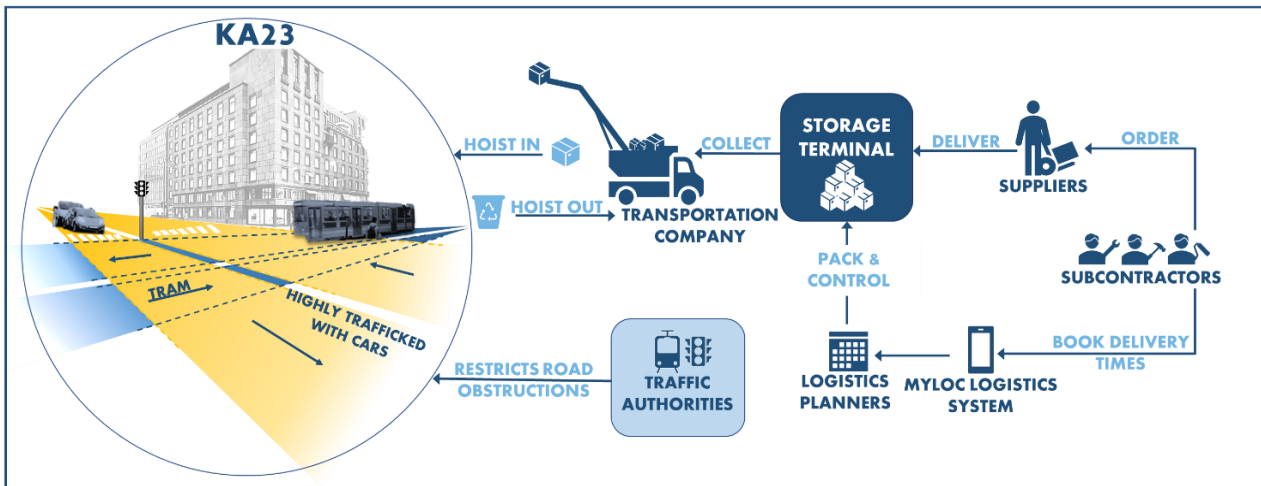 KA23
HOIST IN
HOIST OUT
TRANSPORTATION
COMPANY
COLLECT
STORAGE
TERMINAL
DELIVER
SUPPLIERS
ORDER
PACK &
CONTROL
SUBCONTRACTORS
TRAM
HIGHLY TRAFFICKED
WITH CARS
RESTRICTS ROAD
OBSTRUCTIONS
TRAFFIC
AUTHORITIES
LOGISTICS
PLANNERS
MYLOC LOGISTICS
SYSTEM
BOOK DELIVERY
TIMES